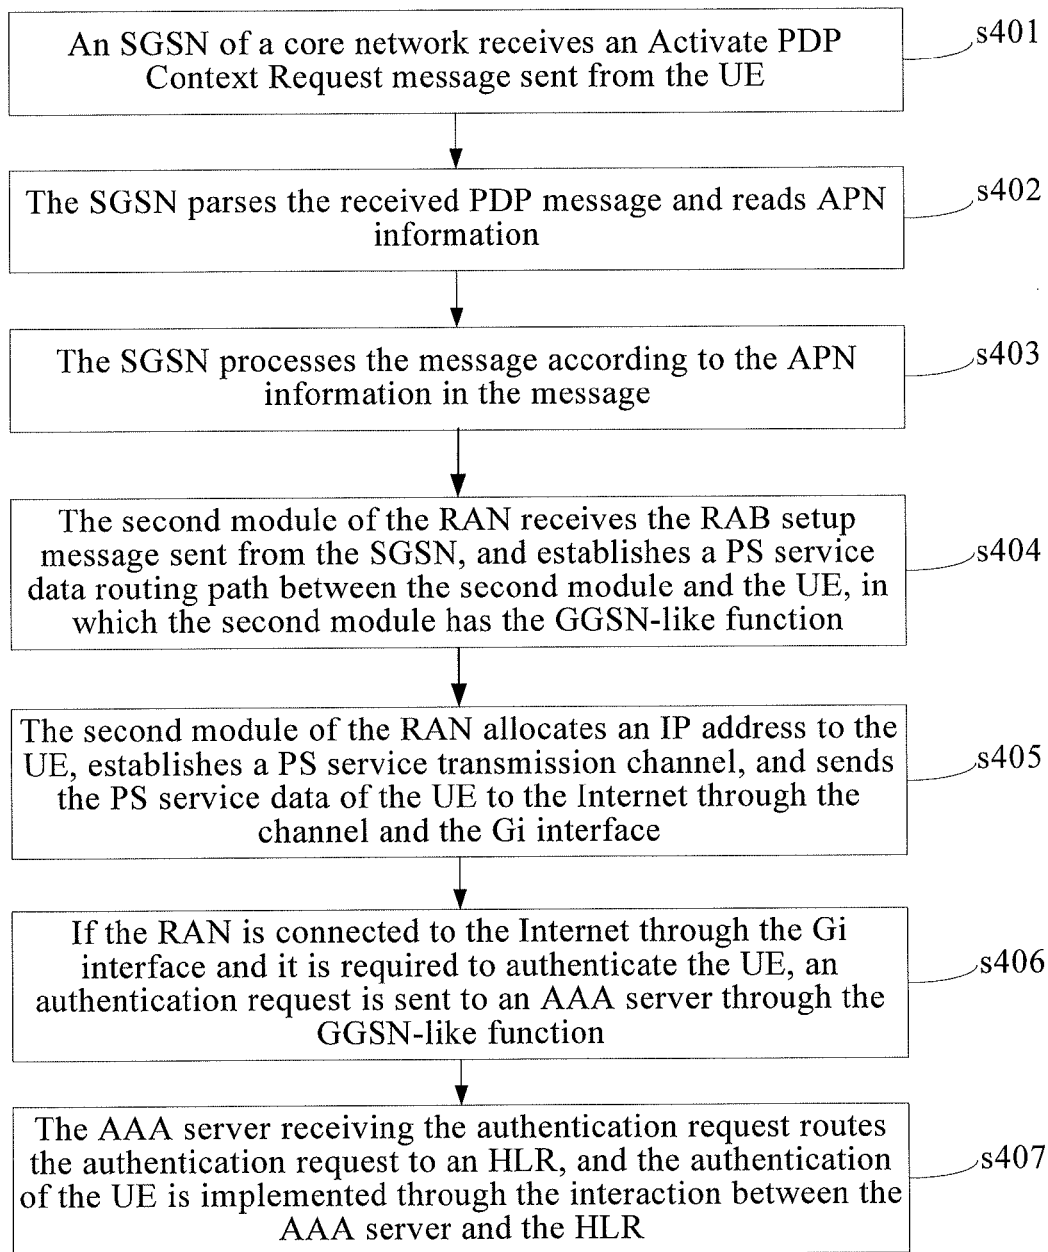 An SGSN of a core network receives an Activate PDP
Context Request message sent from the UE
s401
The SGSN parses the received PDP message and reads APN
information
s402
The SGSN processes the message according to the APN
information in the message
s403
The second module of the RAN receives the RAB setup
message sent from the SGSN, and establishes a PS service
data routing path between the second module and the UE, in
which the second module has the GGSN-like function
s404
The second module of the RAN allocates an IP address to the
UE, establishes a PS service transmission channel, and sends
the PS service data of the UE to the Internet through the
channel and the Gi interface
s405
If the RAN is connected to the Internet through the Gi
interface and it is required to authenticate the UE, an
authentication request is sent to an AAA server through the
GGSN-like function
s406
The AAA server receiving the authentication request routes
the authentication request to an HLR, and the authentication
of the UE is implemented through the interaction between the
AAA server and the HLR
s407